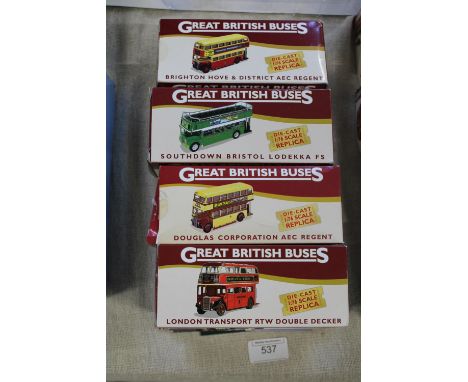 GREAT BRITISH BUSES
DIE-CAST
1:76 SCALE
REPLICA
BRIGHTON HOVE & DISTRICT AEC REGENT
GREAT BRITISH BUSES
DIE-CAST
1:76 SCALE
REPLICA
SOUTHDOWN BRISTOL LODEKKA FS
GREAT BRITISH BUSES
DIE-CAST
1:76 SCALE
REPLICA
DOUGLAS CORPORATION AEC REGENT
GREAT BRITISH BUSES
DIE-CAST
1:76 SCALE
REPLICA
LONDON TRANSPORT RTW DOUBLE DECKER
537